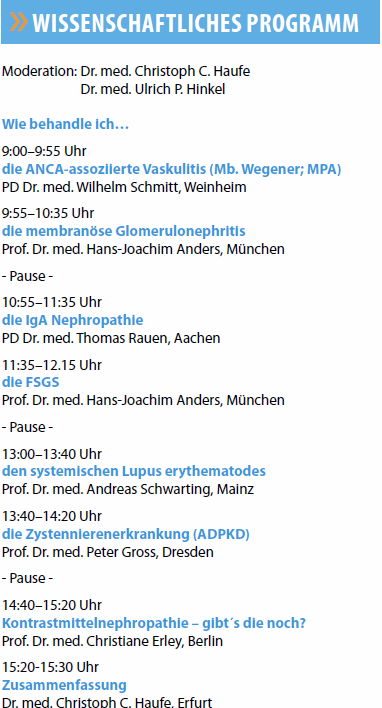 » WISSENSCHAFTLICHES PROGRAMM
Moderation: Dr. med. Christoph C. Haufe
Dr. med. Ulrich P. Hinkel
Wie behandle ich…
9:00–9:55 Uhr
die ANCA-assoziierte Vaskulitis (Mb. Wegener; MPA)
PD Dr. med. Wilhelm Schmitt, Weinheim
9:55–10:35 Uhr
die membranöse Glomerulonephritis
Prof. Dr. med. Hans-Joachim Anders, München
- Pause -
10:55–11:35 Uhr
die IgA Nephropathie
PD Dr. med. Thomas Rauen, Aachen
11:35–12.15 Uhr
die FSGS
Prof. Dr. med. Hans-Joachim Anders, München
- Pause -
13:00–13:40 Uhr
den systemischen Lupus erythematodes
Prof. Dr. med. Andreas Schwarting, Mainz
13:40–14:20 Uhr
die Zystennierenerkrankung (ADPKD)
Prof. Dr. med. Peter Gross, Dresden
- Pause -
14:40–15:20 Uhr
Kontrastmittelnephropathie – gibt´s die noch?
Prof. Dr. med. Christiane Erley, Berlin
15:20-15:30 Uhr
Zusammenfassung
Dr. med. Christoph C. Haufe, Erfurt